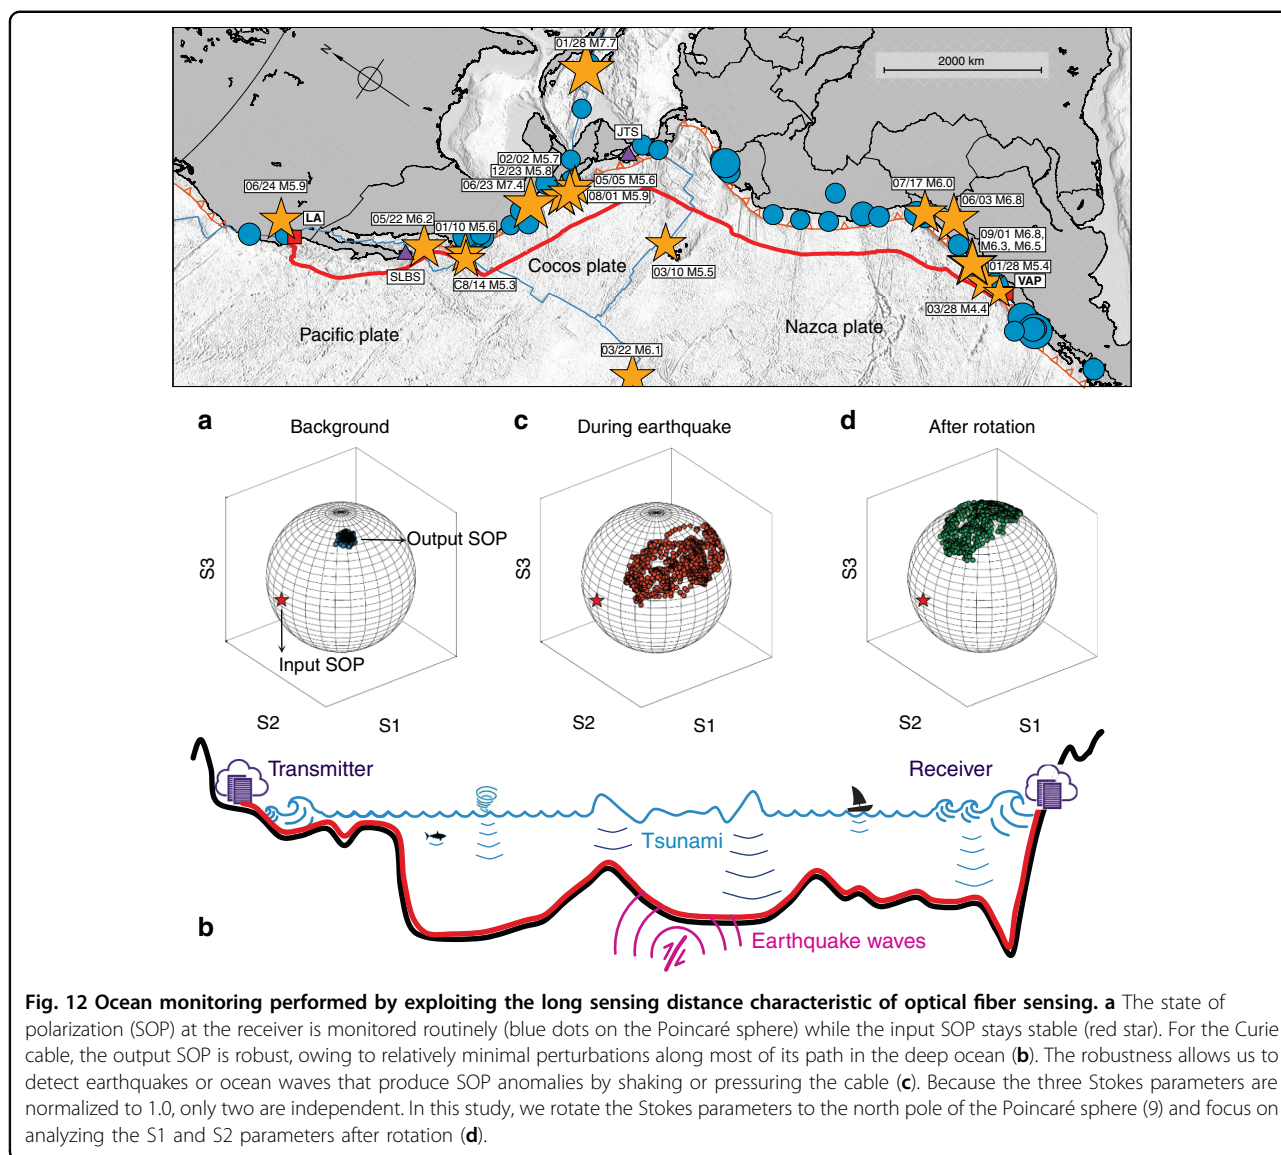 01/28 M7.7
2000 km
N
JTS
02/02 M5.7
12/23 M5.8
06/23 M7.4
05/05 M5.6
08/01 M5.9
07/17 M6.0
06/03 M6.8
06/24 M5.9
LA
05/22 M6.2
01/10 M5.6
09/01 M6.8,
M6.3, M6.5
01/28 M5.4
VAP
SLBS
C8/14 M5.3
Cocos plate
03/10 M5.5
03/28 M4.4
Pacific plate
Nazca plate
03/22 M6.1
a
Background
c
During earthquake
d
After rotation
Output SOP
S3
S3
S3
Input SOP
S2
S1
S2
S1
S2
S1
Transmitter
Receiver
Tsunami
b
Earthquake waves
Fig. 12 Ocean monitoring performed by exploiting the long sensing distance characteristic of optical fiber sensing. a The state of
polarization (SOP) at the receiver is monitored routinely (blue dots on the Poincaré sphere) while the input SOP stays stable (red star). For the Curie
cable, the output SOP is robust, owing to relatively minimal perturbations along most of its path in the deep ocean (b). The robustness allows us to
detect earthquakes or ocean waves that produce SOP anomalies by shaking or pressuring the cable (c). Because the three Stokes parameters are
normalized to 1.0, only two are independent. In this study, we rotate the Stokes parameters to the north pole of the Poincaré sphere (9) and focus on
analyzing the S1 and S2 parameters after rotation (d).